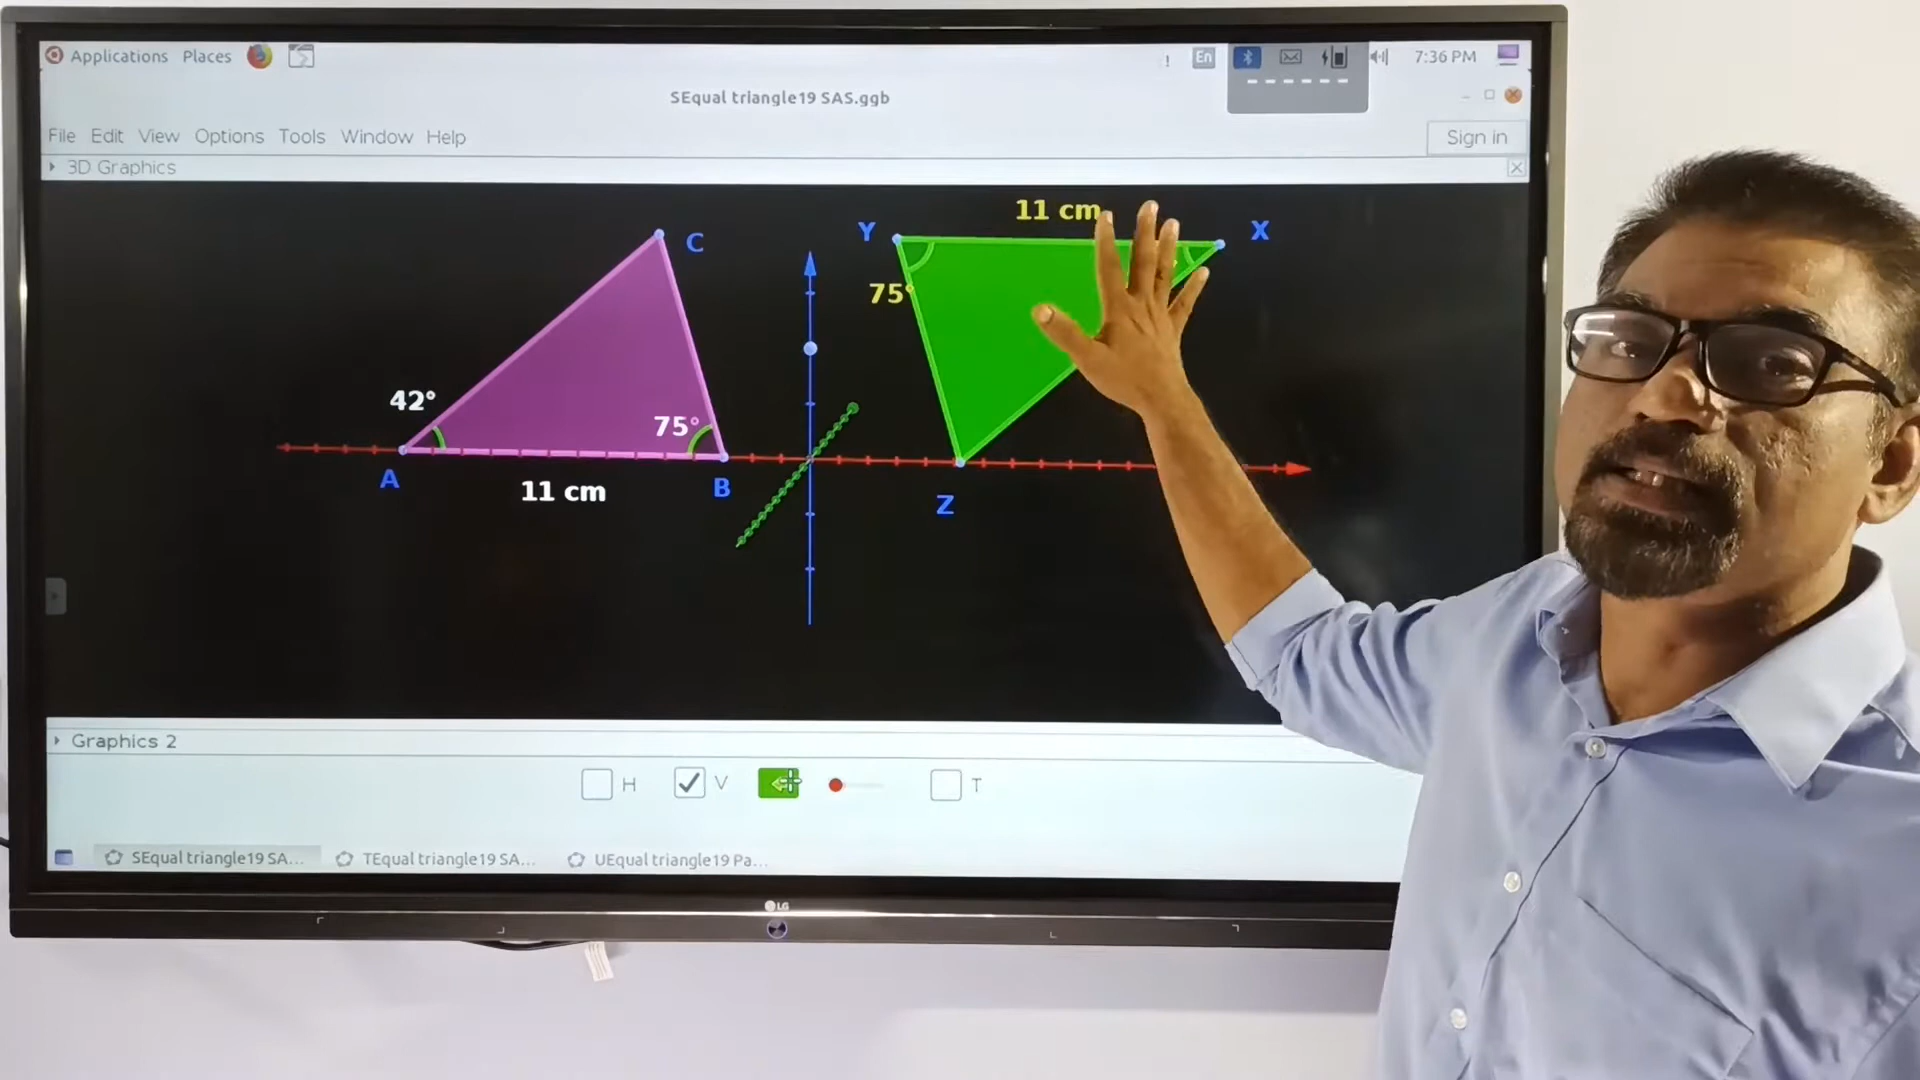 Applications Places
En
7:36 PM
SEqual triangle19 SAS.ggb
File Edit View Options Tools Window Help
Sign in
3D Graphics
11 cm
Y
X
C
75°
42°
75°
A
11 cm
B
Z
Graphics 2
H
V
T
SEqual triangle19 SA...
TEqual triangle19 SA...
UEqual triangle19 Pa...
LG